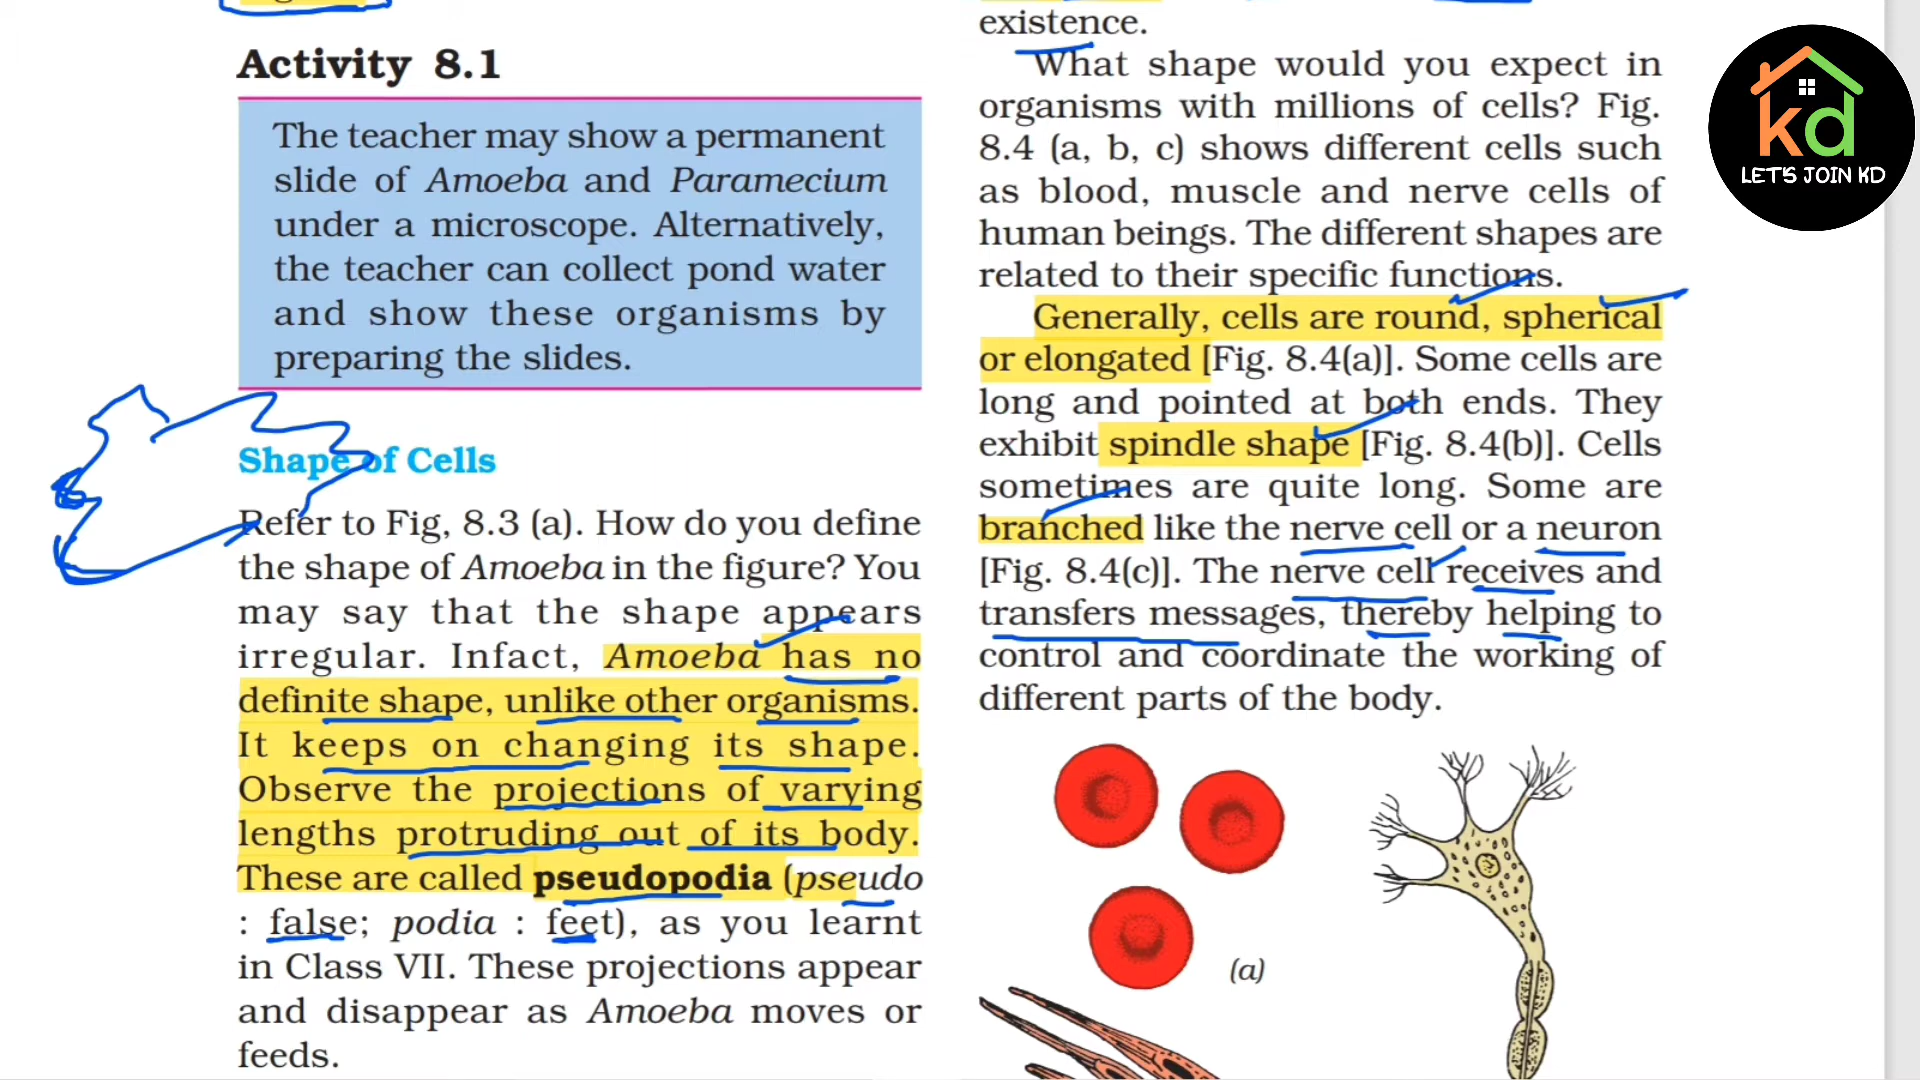 Activity 8.1
The teacher may show a permanent
slide of Amoeba and Paramecium
under a microscope. Alternatively,
the teacher can collect pond water
and show these organisms by
preparing the slides.
Shape of Cells
Refer to Fig, 8.3 (a). How do you define
the shape of Amoeba in the figure? You
may say that the shape appears
irregular. Infact, Amoeba has no
definite shape, unlike other organisms.
It keeps on changing its shape.
Observe the projections of varying
lengths protruding out of its body.
These are called pseudopodia (pseudo
: false; podia : feet), as you learnt
in Class VII. These projections appear
and disappear as Amoeba moves or
feeds.
existence.
What shape would you expect in
organisms with millions of cells? Fig.
8.4 (a, b, c) shows different cells such
as blood, muscle and nerve cells of
human beings. The different shapes are
related to their specific functions.
Generally, cells are round, spherical
or elongated [Fig. 8.4(a)]. Some cells are
long and pointed at both ends. They
exhibit spindle shape [Fig. 8.4(b)]. Cells
sometimes are quite long. Some are
branched like the nerve cell or a neuron
[Fig. 8.4(c)]. The nerve cell receives and
transfers messages, thereby helping to
control and coordinate the working of
different parts of the body.
(a)
kd
LET'S JOIN KD